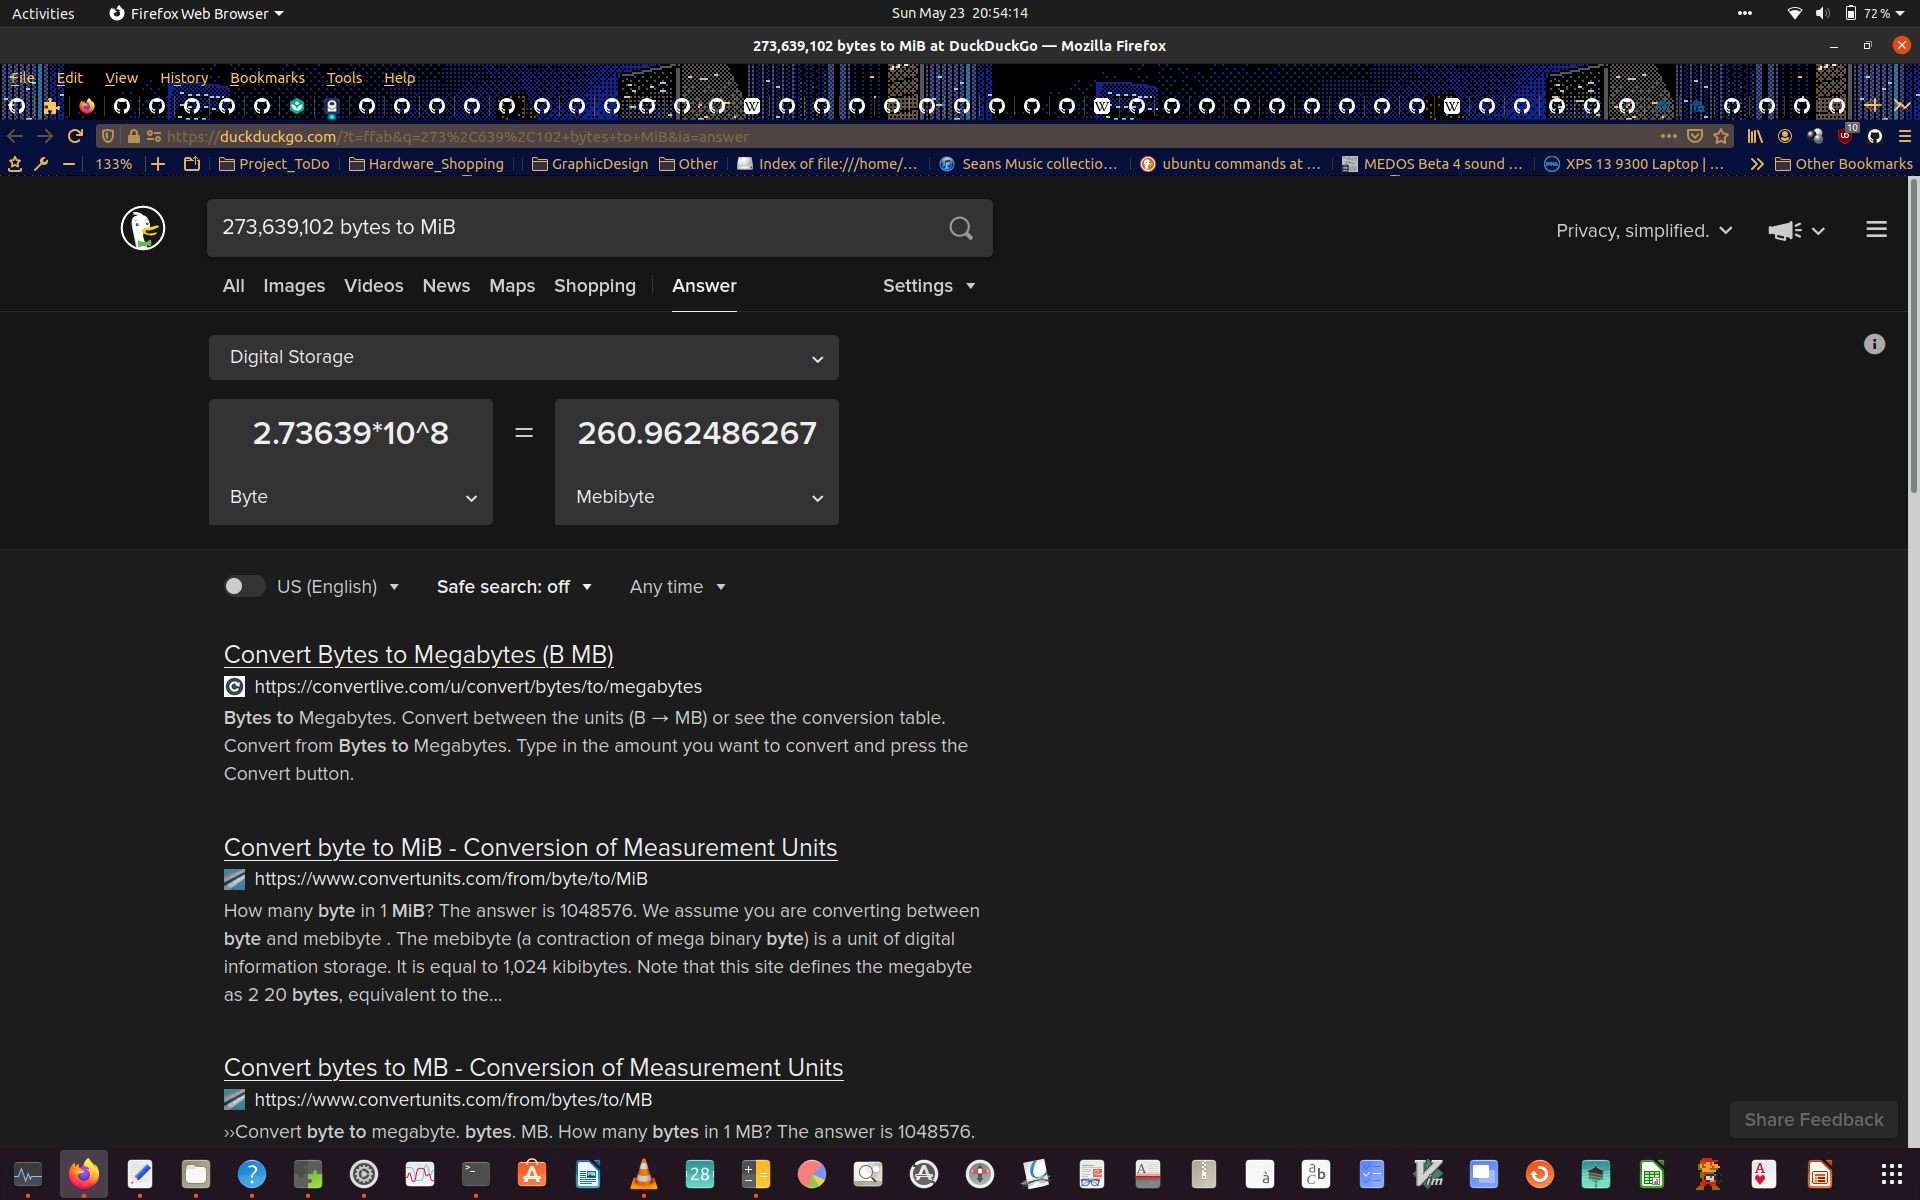 Activities
Firefox Web Browser
Sun May 23 20:54:14
72 %
273,639,102 bytes to MiB at DuckDuckGo — Mozilla Firefox
File Edit View History Bookmarks Tools Help
https://duckduckgo.com/?t=ffab&q=273%2C639%2C102+bytes+to+MiB&ia=answer
10
133%
Project_ToDo
Hardware_Shopping
GraphicDesign
Other
Index of file:///home/...
Seans Music collectio...
ubuntu commands at ...
MEDOS Beta 4 sound ...
XPS 13 9300 Laptop | ...
Other Bookmarks
273,639,102 bytes to MiB
Privacy, simplified.
All Images Videos News Maps Shopping Answer Settings
Digital Storage
2.73639*10^8 = 260.962486267
Byte
Mebibyte
US (English)
Safe search: off
Any time
Convert Bytes to Megabytes (B MB)
https://convertlive.com/u/convert/bytes/to/megabytes
Bytes to Megabytes. Convert between the units (B → MB) or see the conversion table.
Convert from Bytes to Megabytes. Type in the amount you want to convert and press the
Convert button.
Convert byte to MiB - Conversion of Measurement Units
https://www.convertunits.com/from/byte/to/MiB
How many byte in 1 MiB? The answer is 1048576. We assume you are converting between
byte and mebibyte . The mebibyte (a contraction of mega binary byte) is a unit of digital
information storage. It is equal to 1,024 kibibytes. Note that this site defines the megabyte
as 2 20 bytes, equivalent to the...
Convert bytes to MB - Conversion of Measurement Units
https://www.convertunits.com/from/bytes/to/MB
››Convert byte to megabyte. bytes. MB. How many bytes in 1 MB? The answer is 1048576.
Share Feedback
28